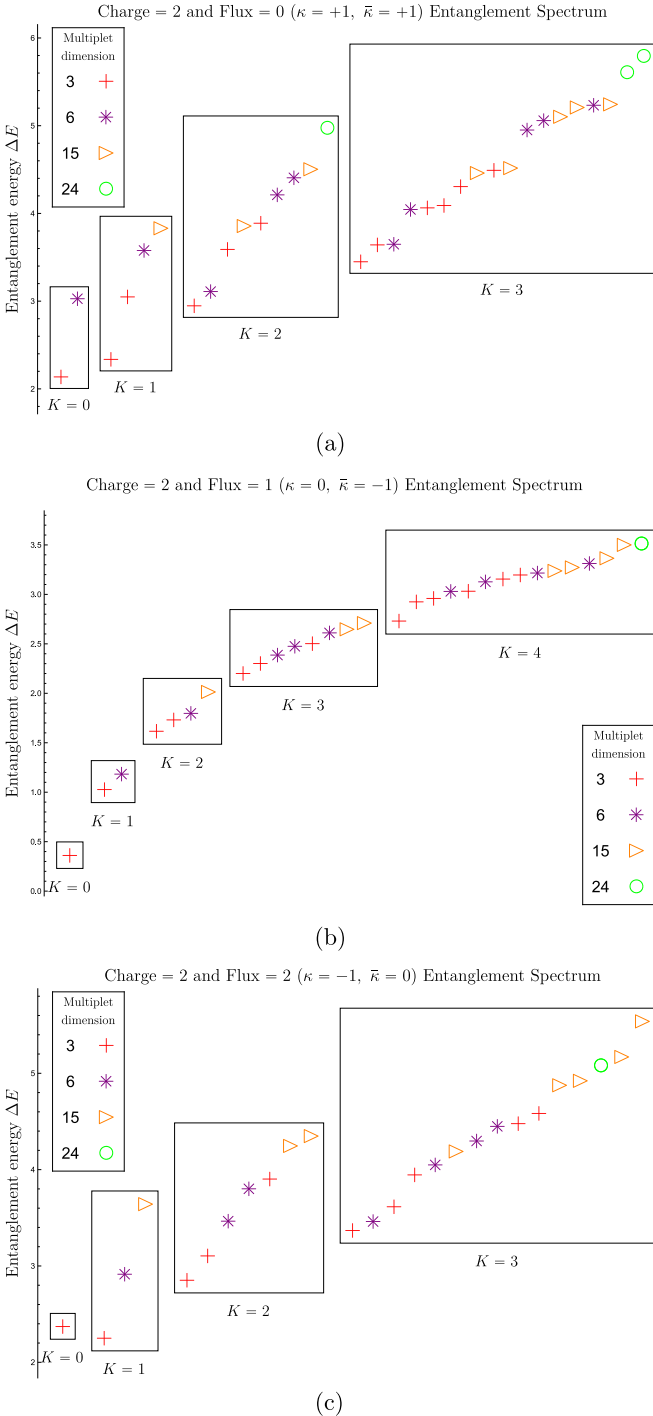 Charge = 2 and Flux = 0 (κ = +1, κ̄ = +1) Entanglement Spectrum
Entanglement energy ΔE
6
5
4
3
2
Multiplet
dimension
3
6
15
24
K = 0
K = 1
K = 2
K = 3
(a)
Charge = 2 and Flux = 1 (κ = 0, κ̄ = −1) Entanglement Spectrum
Entanglement energy ΔE
3.5
3.0
2.5
2.0
1.5
1.0
0.5
0.0
K = 0
K = 1
K = 2
K = 3
K = 4
Multiplet
dimension
3
6
15
24
(b)
Charge = 2 and Flux = 2 (κ = −1, κ̄ = 0) Entanglement Spectrum
Entanglement energy ΔE
5
4
3
2
Multiplet
dimension
3
6
15
24
K = 0
K = 1
K = 2
K = 3
(c)